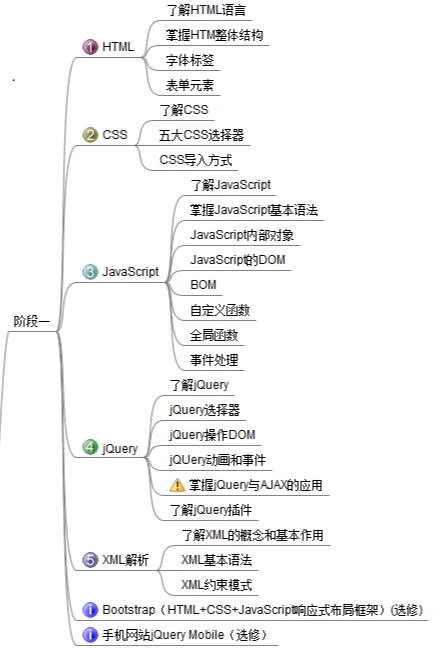 阶段一
1 HTML
了解HTML语言
掌握HTM整体结构
字体标签
表单元素
2 CSS
了解CSS
五大CSS选择器
CSS导入方式
3 JavaScript
了解JavaScript
掌握JavaScript基本语法
JavaScript内部对象
JavaScript的DOM
BOM
自定义函数
全局函数
事件处理
4 jQuery
了解jQuery
jQuery选择器
jQuery操作DOM
jQUery动画和事件
掌握jQuery与AJAX的应用
了解jQuery插件
5 XML解析
了解XML的概念和基本作用
XML基本语法
XML约束模式
Bootstrap（HTML+CSS+JavaScript响应式布局框架）(选修)
手机网站jQuery Mobile（选修）